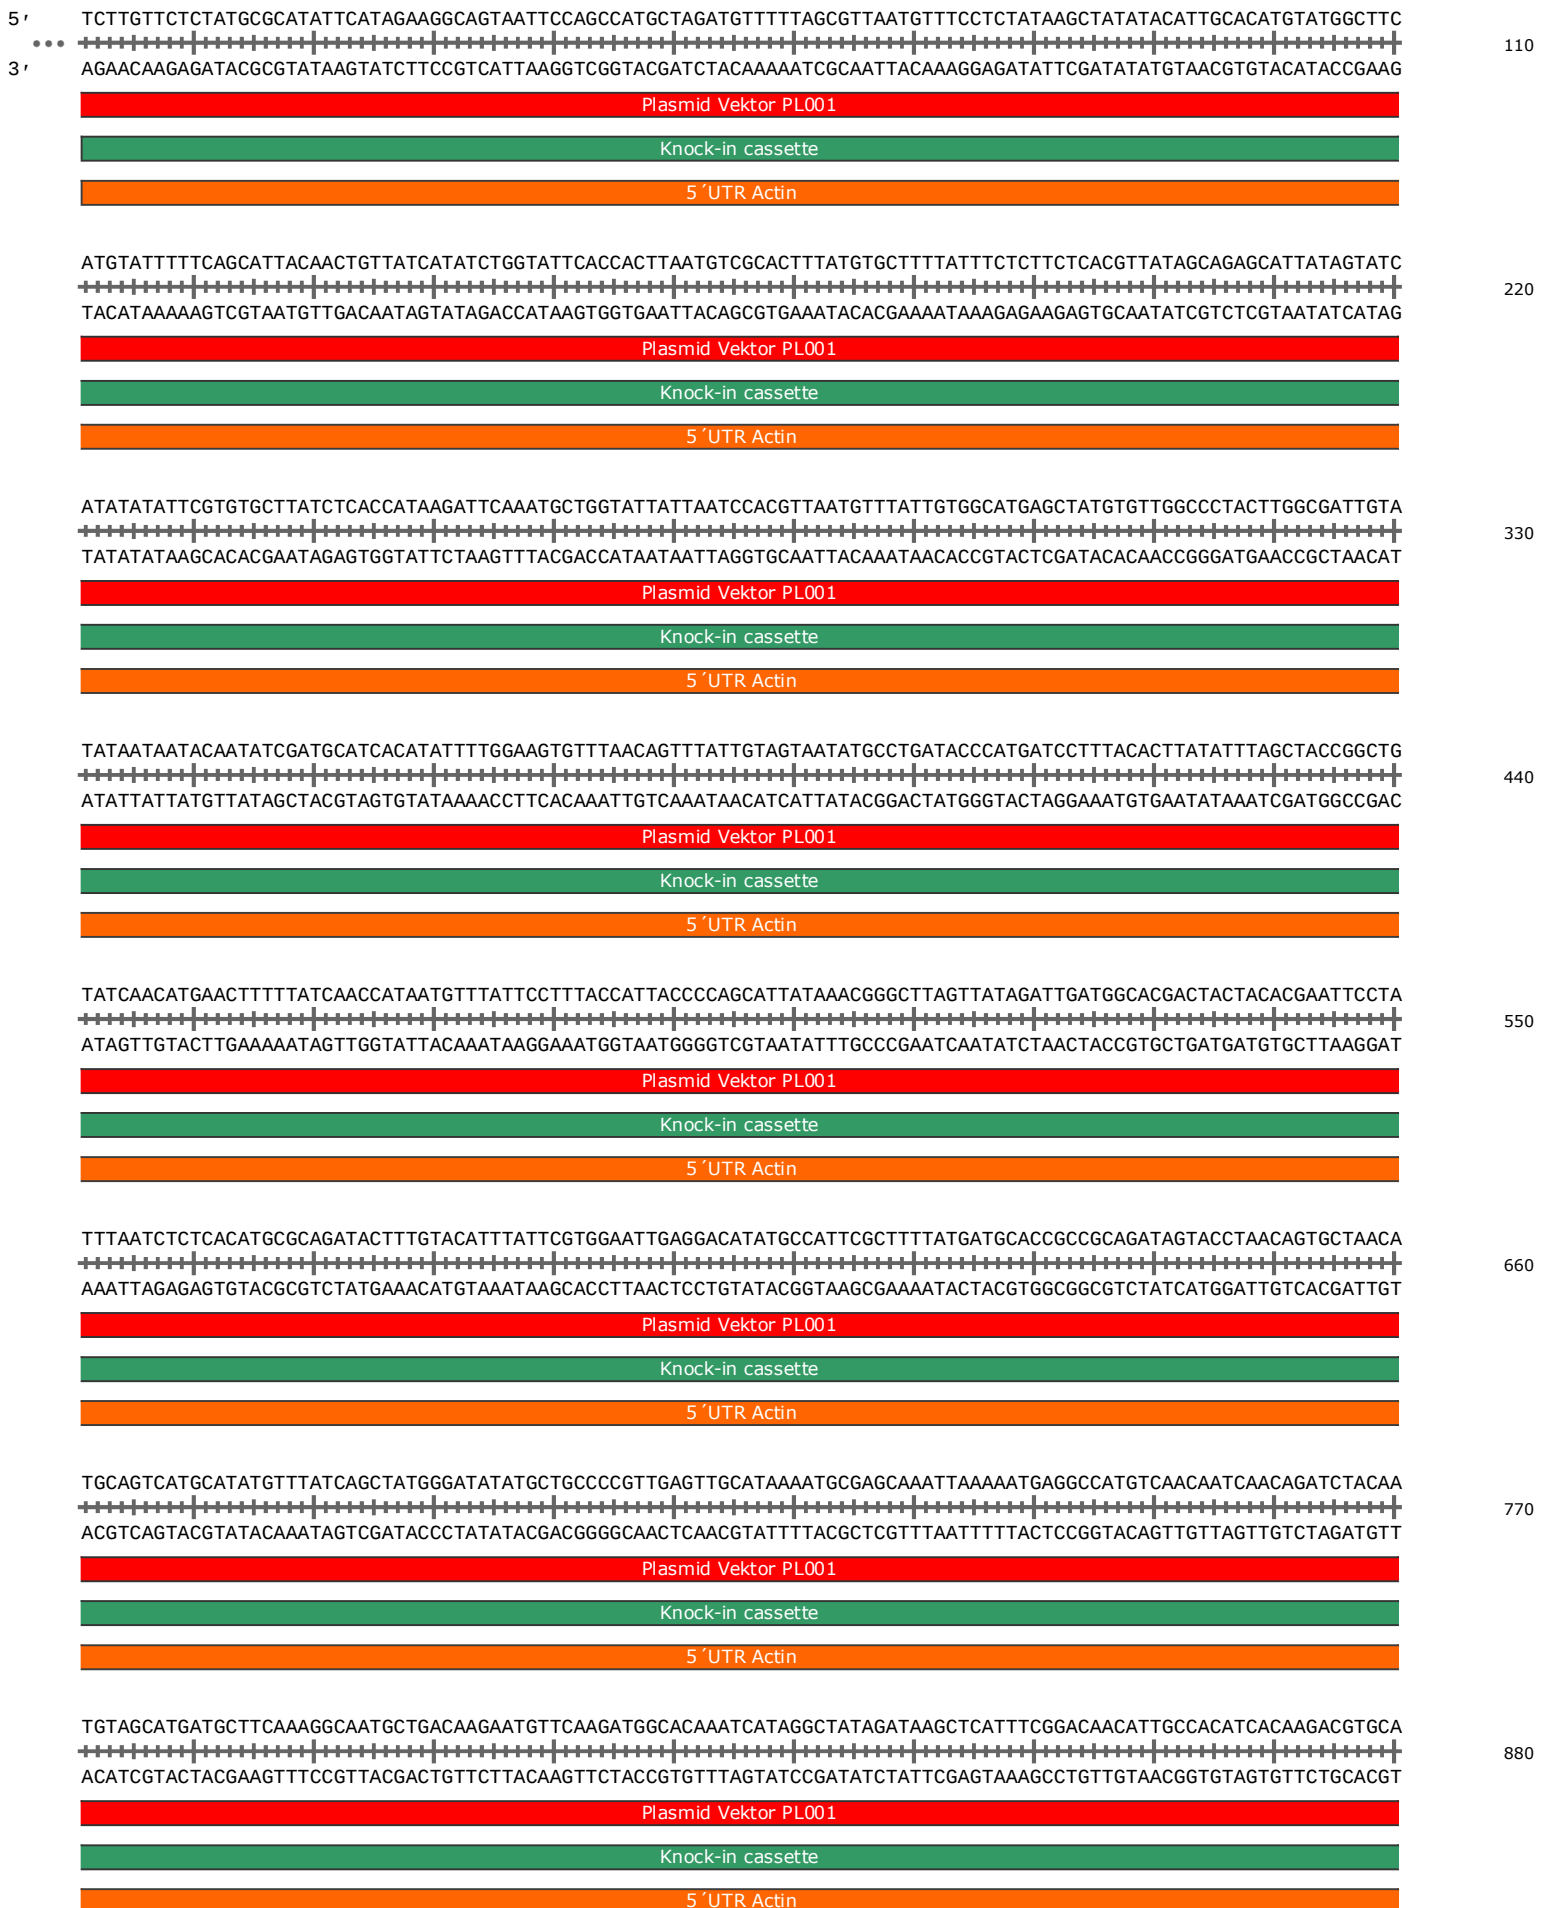 5′ TCTTGTTCTCTATGCGCATATTCATAGAAGGCAGTAATTCCAGCCATGCTAGATGTTTTTAGCGTTAATGTTTCCTCTATAAGCTATATACATTGCACATGTATGGCTTC
110
3′ AGAACAAGAGATACGCGTATAAGTATCTTCCGTCATTAAGGTCGGTACGATCTACAAAAATCGCAATTACAAAGGAGATATTCGATATATGTAACGTGTACATACCGAAG
Plasmid Vektor PL001
Knock-in cassette
5´UTR Actin
ATGTATTTTTCAGCATTACAACTGTTATCATATCTGGTATTCACCACTTAATGTCGCACTTTATGTGCTTTTATTTCTCTTCTCACGTTATAGCAGAGCATTATAGTATC
220
TACATAAAAAGTCGTAATGTTGACAATAGTATAGACCATAAGTGGTGAATTACAGCGTGAAATACACGAAAATAAAGAGAAGAGTGCAATATCGTCTCGTAATATCATAG
Plasmid Vektor PL001
Knock-in cassette
5´UTR Actin
ATATATATTCGTGTGCTTATCTCACCATAAGATTCAAATGCTGGTATTATTAATCCACGTTAATGTTTATTGTGGCATGAGCTATGTGTTGGCCCTACTTGGCGATTGTA
330
TATATATAAGCACACGAATAGAGTGGTATTCTAAGTTTACGACCATAATAATTAGGTGCAATTACAAATAACACCGTACTCGATACACAACCGGGATGAACCGCTAACAT
Plasmid Vektor PL001
Knock-in cassette
5´UTR Actin
TATAATAATACAATATCGATGCATCACATATTTTGGAAGTGTTTAACAGTTTATTGTAGTAATATGCCTGATACCCATGATCCTTTACACTTATATTTAGCTACCGGCTG
440
ATATTATTATGTTATAGCTACGTAGTGTATAAAACCTTCACAAATTGTCAAATAACATCATTATACGGACTATGGGTACTAGGAAATGTGAATATAAATCGATGGCCGAC
Plasmid Vektor PL001
Knock-in cassette
5´UTR Actin
TATCAACATGAACTTTTTATCAACCATAATGTTTATTCCTTTACCATTACCCCAGCATTATAAACGGGCTTAGTTATAGATTGATGGCACGACTACTACACGAATTCCTA
550
ATAGTTGTACTTGAAAAATAGTTGGTATTACAAATAAGGAAATGGTAATGGGGTCGTAATATTTGCCCGAATCAATATCTAACTACCGTGCTGATGATGTGCTTAAGGAT
Plasmid Vektor PL001
Knock-in cassette
5´UTR Actin
TTTAATCTCTCACATGCGCAGATACTTTGTACATTTATTCGTGGAATTGAGGACATATGCCATTCGCTTTTATGATGCACCGCCGCAGATAGTACCTAACAGTGCTAACA
660
AAATTAGAGAGTGTACGCGTCTATGAAACATGTAAATAAGCACCTTAACTCCTGTATACGGTAAGCGAAAATACTACGTGGCGGCGTCTATCATGGATTGTCACGATTGT
Plasmid Vektor PL001
Knock-in cassette
5´UTR Actin
TGCAGTCATGCATATGTTTATCAGCTATGGGATATATGCTGCCCCGTTGAGTTGCATAAAATGCGAGCAAATTAAAAATGAGGCCATGTCAACAATCAACAGATCTACAA
770
ACGTCAGTACGTATACAAATAGTCGATACCCTATATACGACGGGGCAACTCAACGTATTTTACGCTCGTTTAATTTTTACTCCGGTACAGTTGTTAGTTGTCTAGATGTT
Plasmid Vektor PL001
Knock-in cassette
5´UTR Actin
TGTAGCATGATGCTTCAAAGGCAATGCTGACAAGAATGTTCAAGATGGCACAAATCATAGGCTATAGATAAGCTCATTTCGGACAACATTGCCACATCACAAGACGTGCA
880
ACATCGTACTACGAAGTTTCCGTTACGACTGTTCTTACAAGTTCTACCGTGTTTAGTATCCGATATCTATTCGAGTAAAGCCTGTTGTAACGGTGTAGTGTTCTGCACGT
Plasmid Vektor PL001
Knock-in cassette
5´UTR Actin